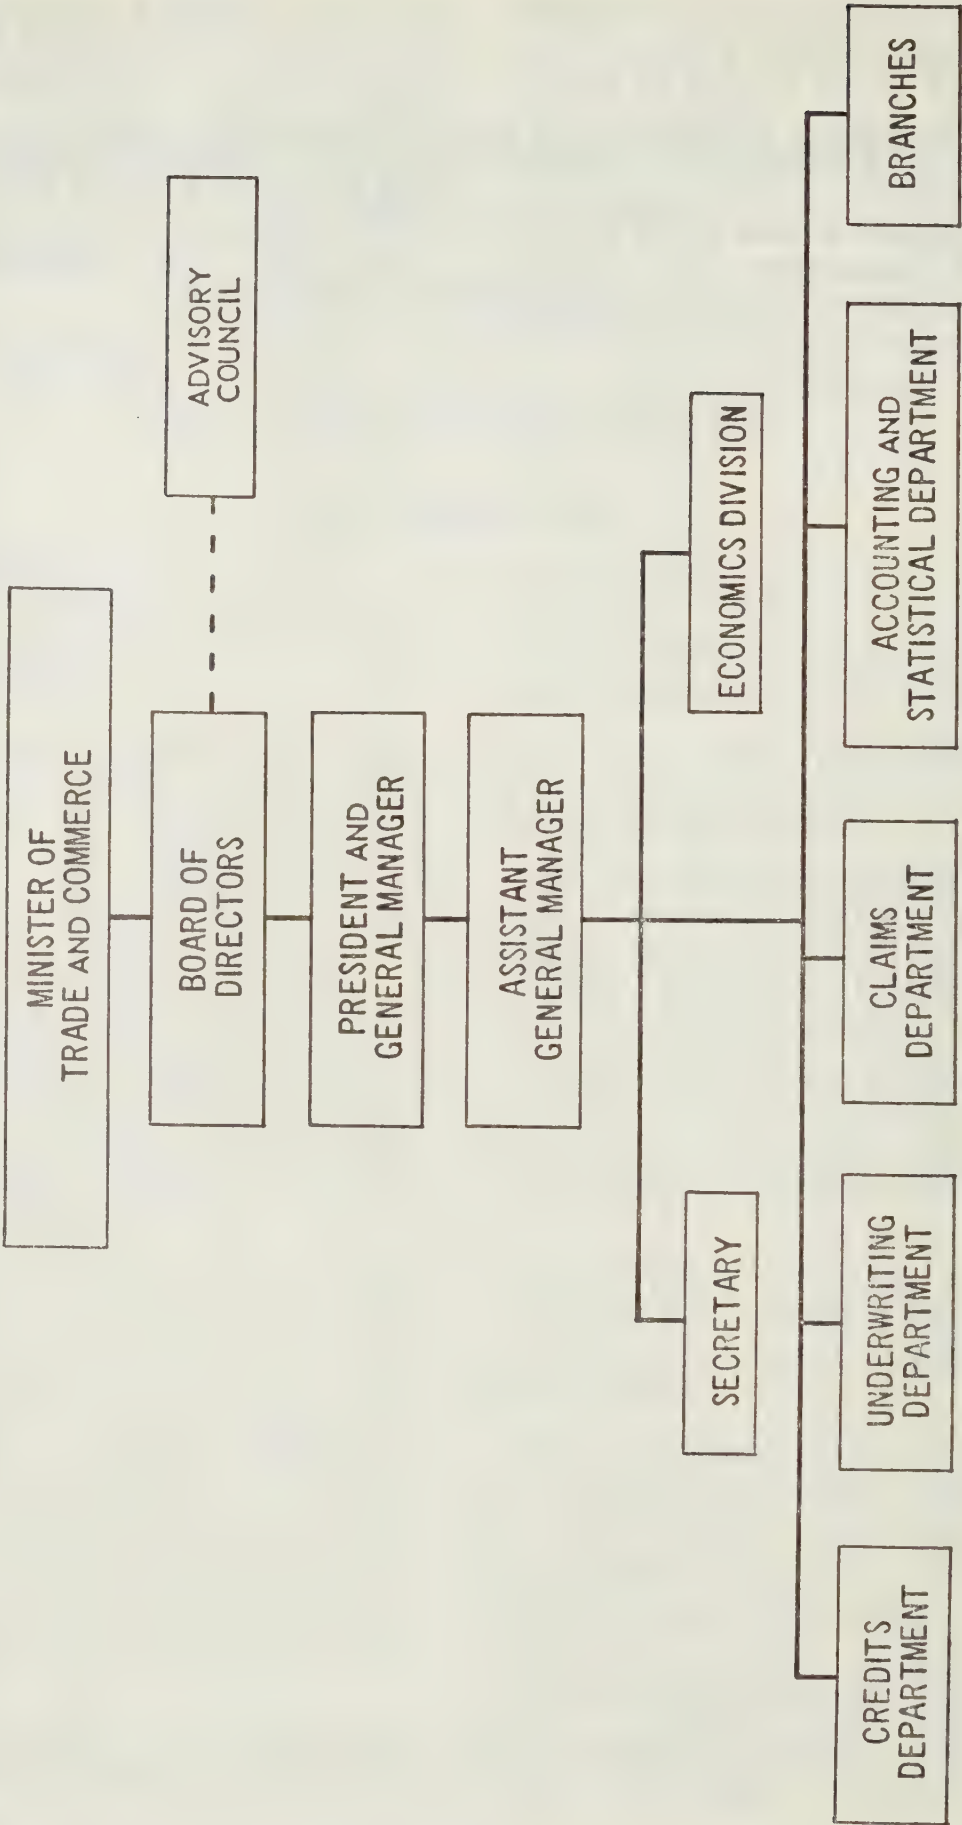 MINISTER OF
TRADE AND COMMERCE
ADVISORY
COUNCIL
BOARD OF
DIRECTORS
PRESIDENT AND
GENERAL MANAGER
ASSISTANT
GENERAL MANAGER
SECRETARY
ECONOMICS DIVISION
CREDITS
DEPARTMENT
UNDERWRITING
DEPARTMENT
CLAIMS
DEPARTMENT
ACCOUNTING AND
STATISTICAL DEPARTMENT
BRANCHES